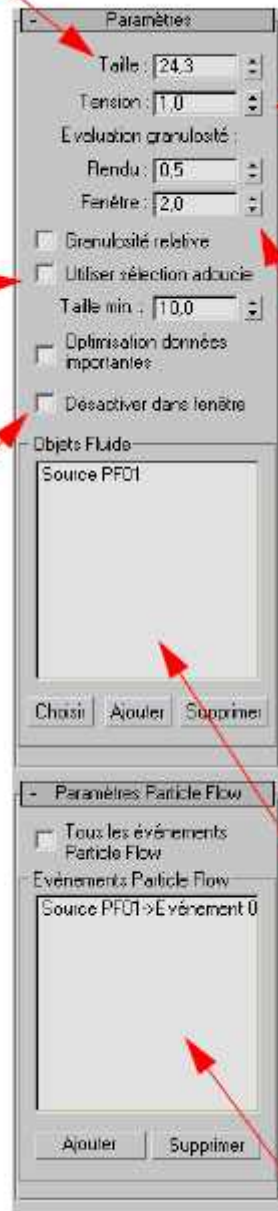 - Paramètres
Taille : 24,3
Tension : 1,0
Evaluation granulosité :
Rendu : 0,5
Fenêtre : 2,0
Granulosité relative
Utiliser sélection adoucie
Taille min. : 10,0
Optimisation données
importantes
Désactiver dans fenêtre
Objets Fluide
Source PF01
Choisir Ajouter Supprimer
- Paramètres Particle Flow
Tous les événements
Particle Flow
Evénements Particle Flow
Source PF01->Evénement 0
Ajouter Supprimer